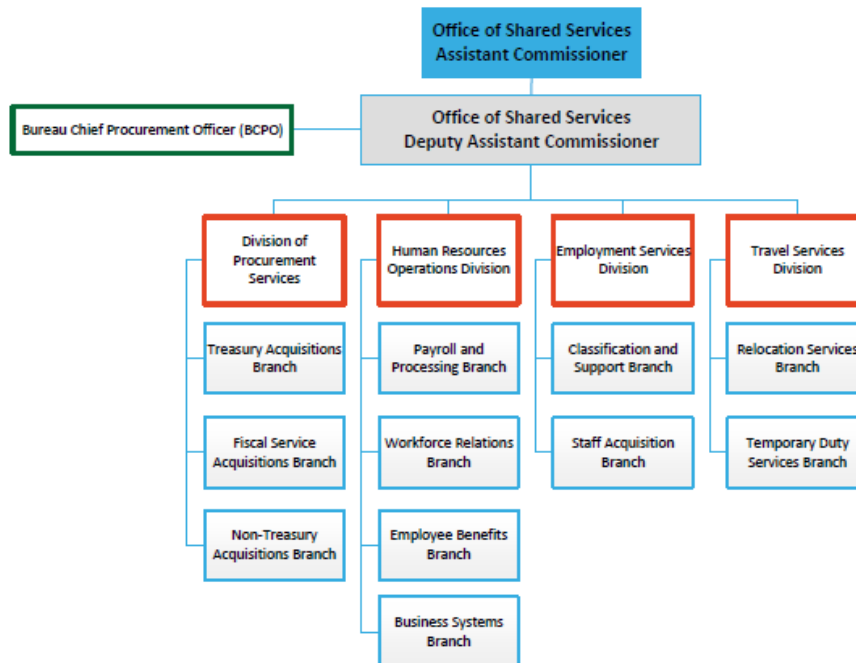 Office of Shared Services
Assistant Commissioner
Bureau Chief Procurement Officer (BCPO)
Office of Shared Services
Deputy Assistant Commissioner
Division of
Procurement
Services
Human Resources
Operations Division
Employment Services
Division
Travel Services
Division
Treasury Acquisitions
Branch
Payroll and
Processing Branch
Classification and
Support Branch
Relocation Services
Branch
Fiscal Service
Acquisitions Branch
Workforce Relations
Branch
Staff Acquisition
Branch
Temporary Duty
Services Branch
Non-Treasury
Acquisitions Branch
Employee Benefits
Branch
Business Systems
Branch